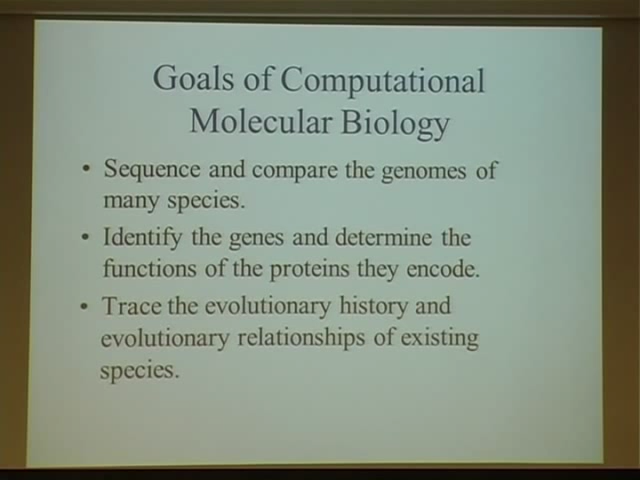 Goals of Computational
Molecular Biology
• Sequence and compare the genomes of
many species.
• Identify the genes and determine the
functions of the proteins they encode.
• Trace the evolutionary history and
evolutionary relationships of existing
species.